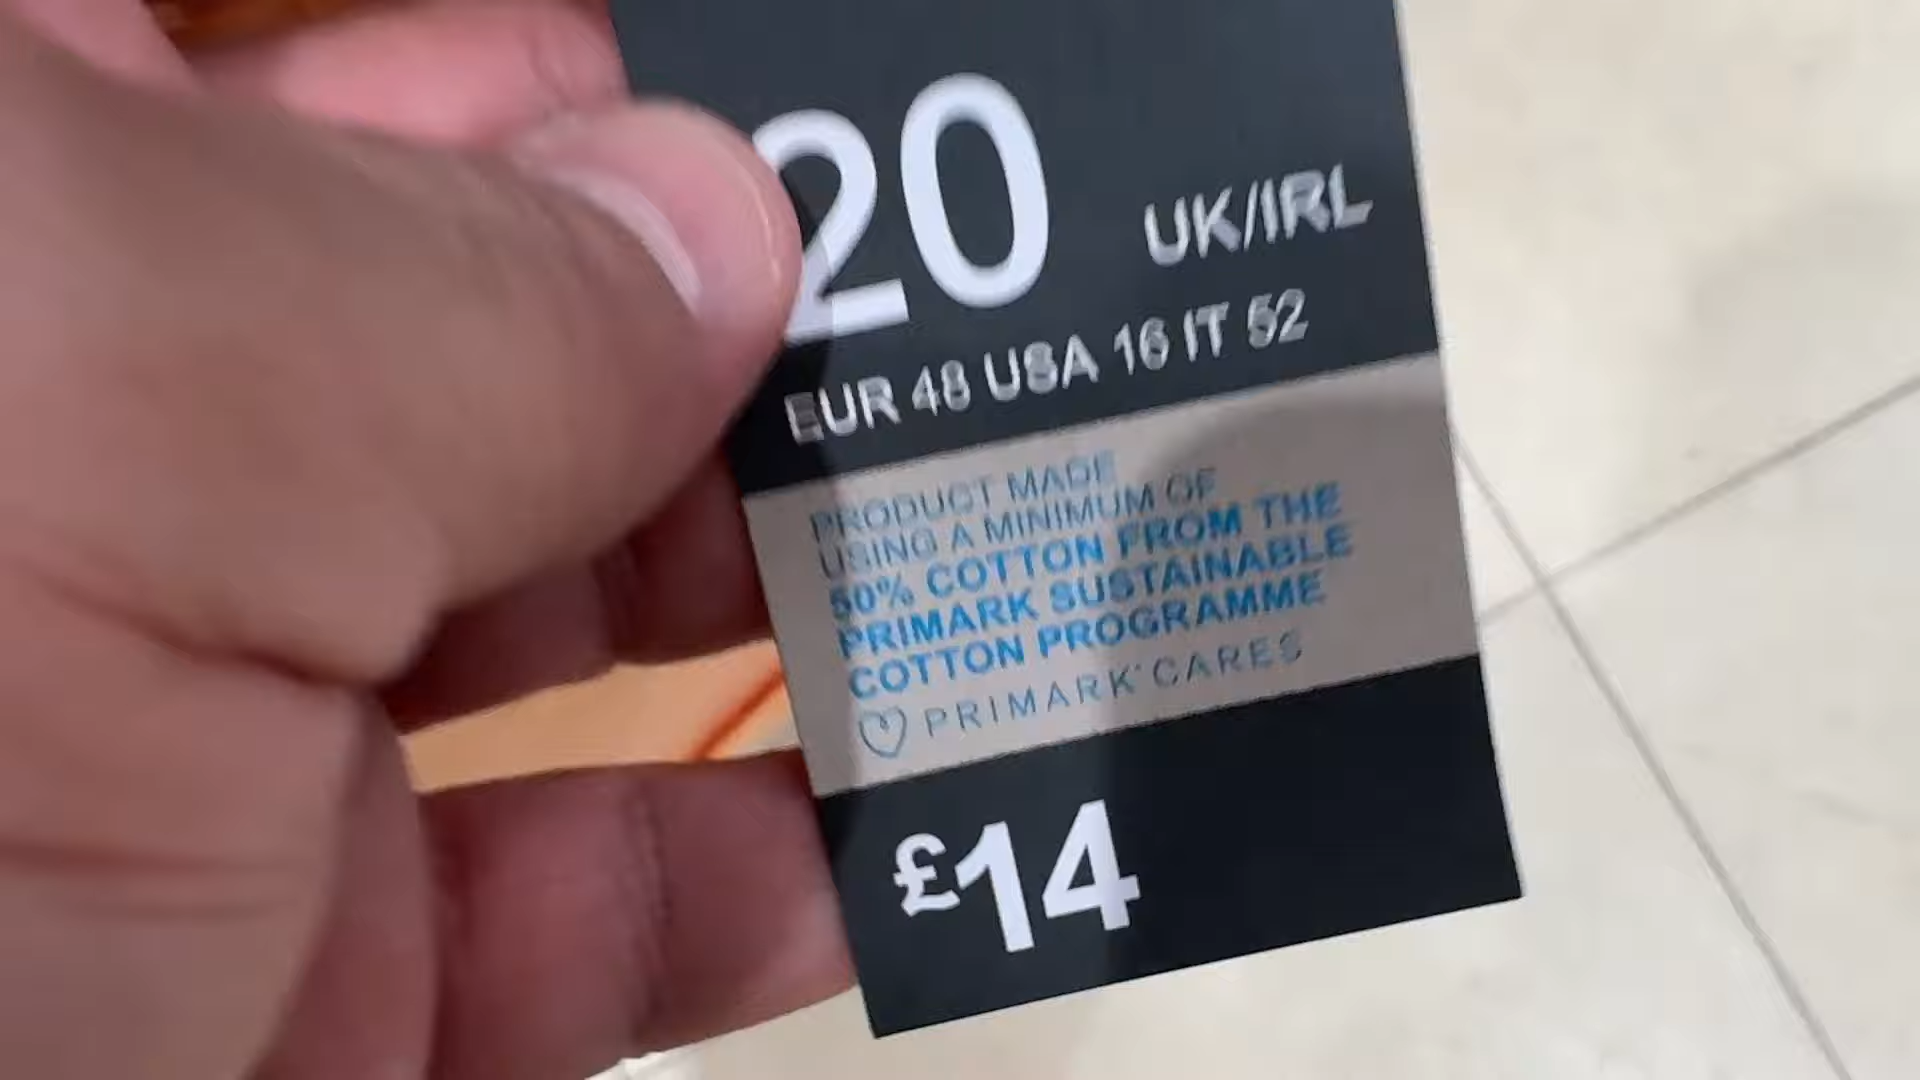 20 UK/IRL
EUR 48 USA 16 IT 52
PRODUCT MADE
USING A MINIMUM OF
50% COTTON FROM THE
PRIMARK SUSTAINABLE
COTTON PROGRAMME
PRIMARK CARES
£14